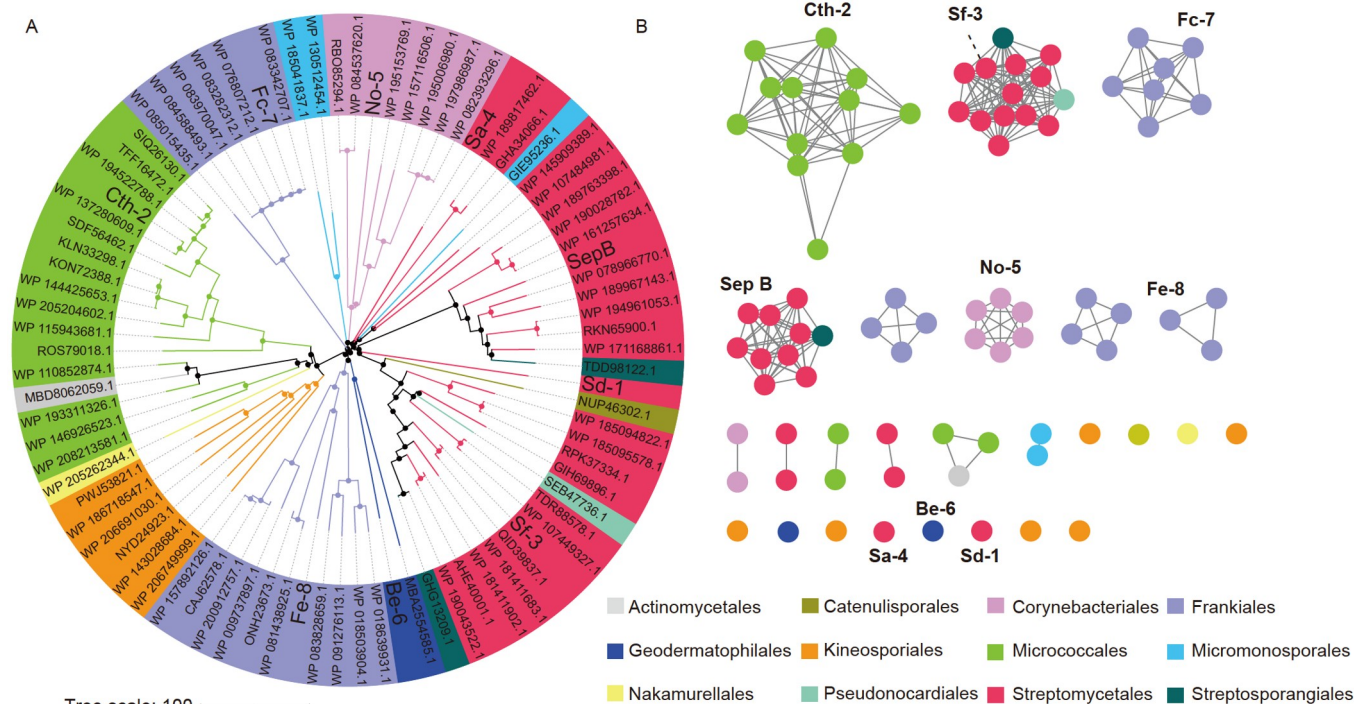 A
B
WP 083342707.1
Fc-7
WP 076807212.1
WP 083282312.1
WP 083970047.1
WP 084588493.1
WP 085015435.1
SIQ26130.1
TFF16472.1
WP 194522788.1
Cth-2
WP 137280609.1
SDF56462.1
KLN33298.1
KON72388.1
WP 144425653.1
WP 205204602.1
WP 115943681.1
ROS79018.1
WP 110852874.1
MBD8062059.1
WP 193311326.1
WP 146926523.1
WP 208213581.1
WP 205262344.1
PWJ53821.1
WP 186718547.1
WP 206691030.1
NYD24923.1
WP 143028684.1
WP 206749999.1
WP 157892126.1
CAJ62578.1
WP 200912757.1
WP 009737897.1
ONH23673.1
WP 081438925.1
Fe-8
WP 083828659.1
WP 091276113.1
WP 018503904.1
WP 018639931.1
Be-6
MBA2554585.1
GHG13209.1
WP 190043522.1
AHE40001.1
WP 181411902.1
WP 181411683.1
QID39837.1
Sf-3
WP 107449327.1
TDR88578.1
SEB47736.1
GIH69896.1
RPK37334.1
WP 185095578.1
WP 185094822.1
NUP46302.1
Sd-1
TDD98122.1
WP 171168861.1
RKN65900.1
WP 194961053.1
WP 189967143.1
WP 078966770.1
SepB
WP 161257634.1
WP 190028782.1
WP 189763398.1
WP 107484981.1
WP 145909389.1
GIE95236.1
GHA34066.1
WP 189817462.1
Sa-4
WP 082393296.1
WP 197986987.1
WP 195069980.1
WP 157116506.1
WP 195153769.1
No-5
WP 084537620.1
WP 130512454.1
WP 185041837.1
Cth-2
Sf-3
Fc-7
Sep B
No-5
Fe-8
Be-6
Sa-4
Sd-1
Actinomycetales
Catenulisporales
Corynebacteriales
Frankiales
Geodermatophilales
Kineosporiales
Micrococcales
Micromonosporales
Nakamurellales
Pseudonocardiales
Streptomycetales
Streptosporangiales